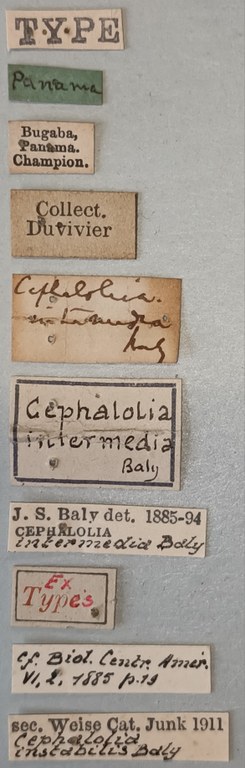 TYPE
Panama
Bugaba,
Panama.
Champion.
Collect.
Duvivier
Cephalolia.
intermedia
Baly
Cephalolia
intermedia
Baly
J. S. Baly det. 1885-94
CEPHALOLIA
intermedia Baly
Ex
Types
cf. Biol. Centr. Amer.
VI, 2, 1885 p.19
sec. Weise Cat. Junk 1911
Cephalolia
instabilis Baly